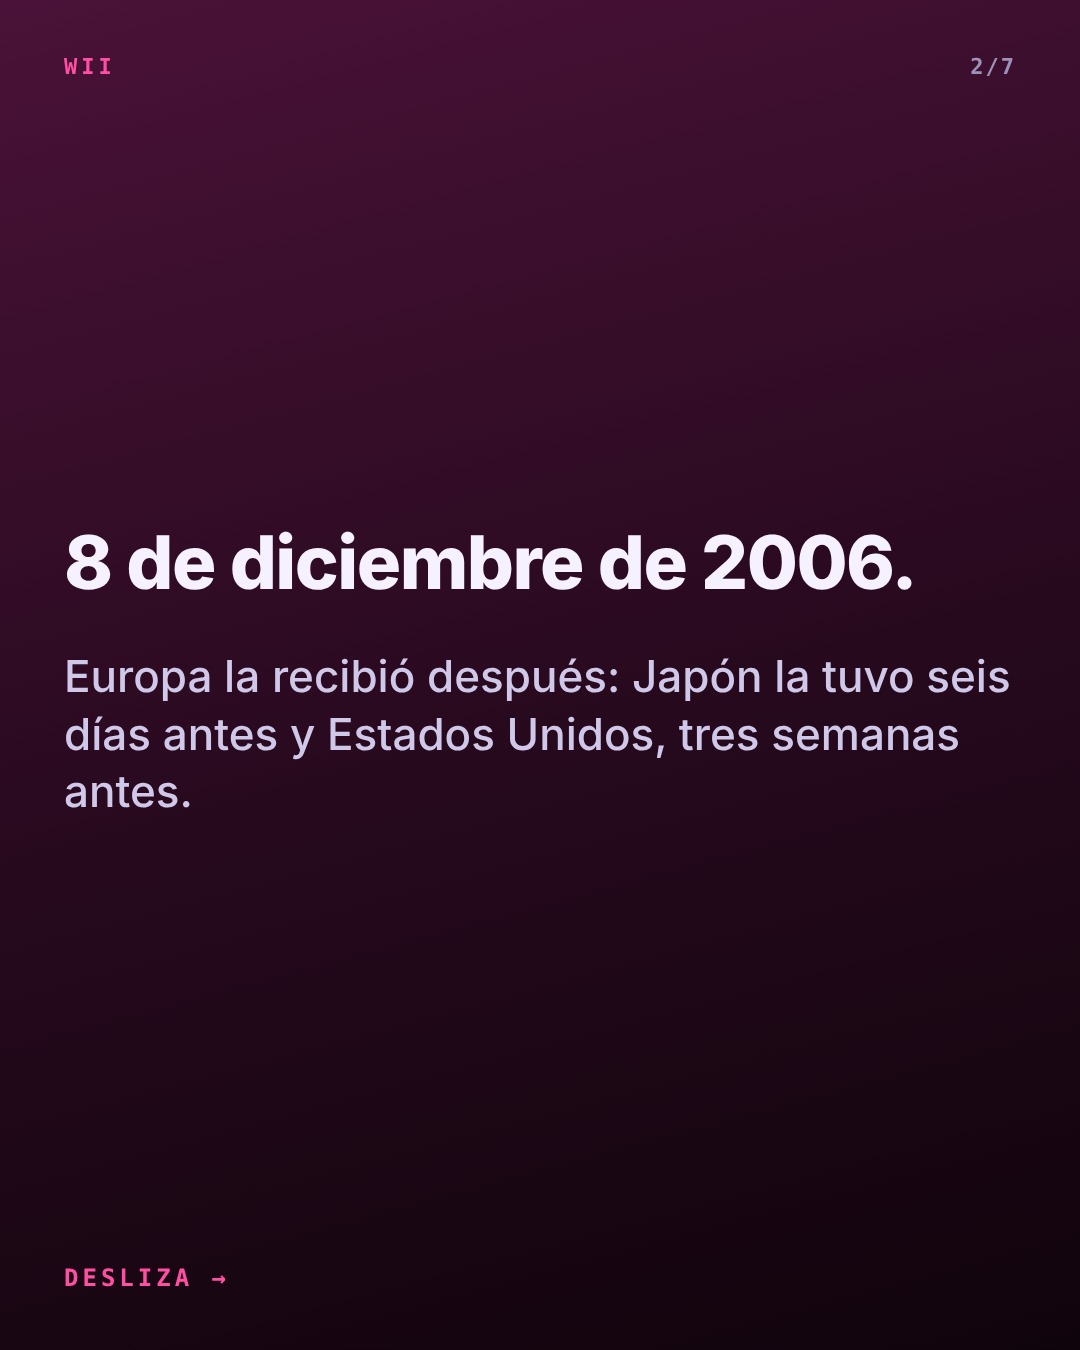 WII
2/7
8 de diciembre de 2006.
Europa la recibió después: Japón la tuvo seis
días antes y Estados Unidos, tres semanas
antes.
DESLIZA →